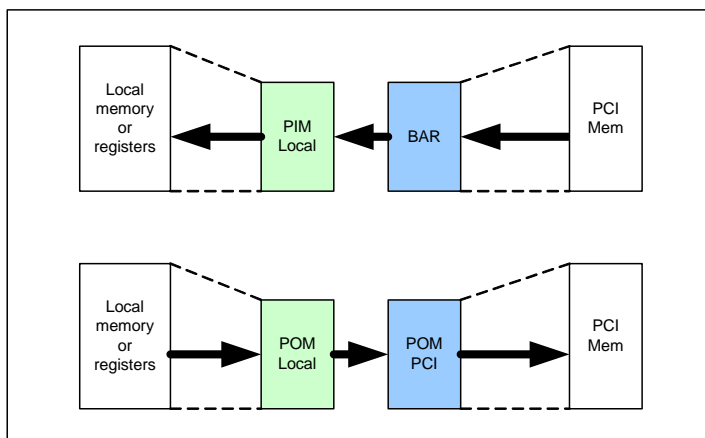 Local
memory
or
registers
PIM
Local
BAR
PCI
Mem
Local
memory
or
registers
POM
Local
POM
PCI
PCI
Mem